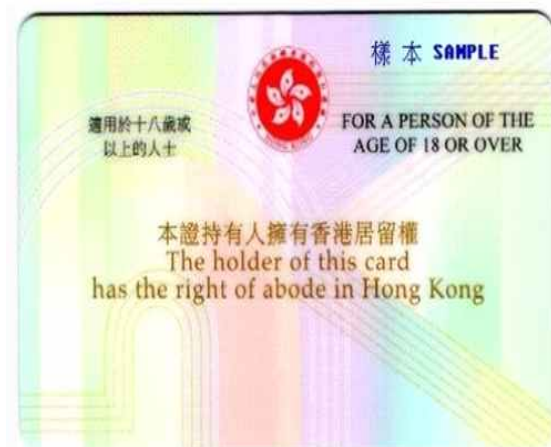 樣本 SAMPLE
適用於十八歲或
以上的人士
FOR A PERSON OF THE
AGE OF 18 OR OVER
本證持有人擁有香港居留權
The holder of this card
has the right of abode in Hong Kong